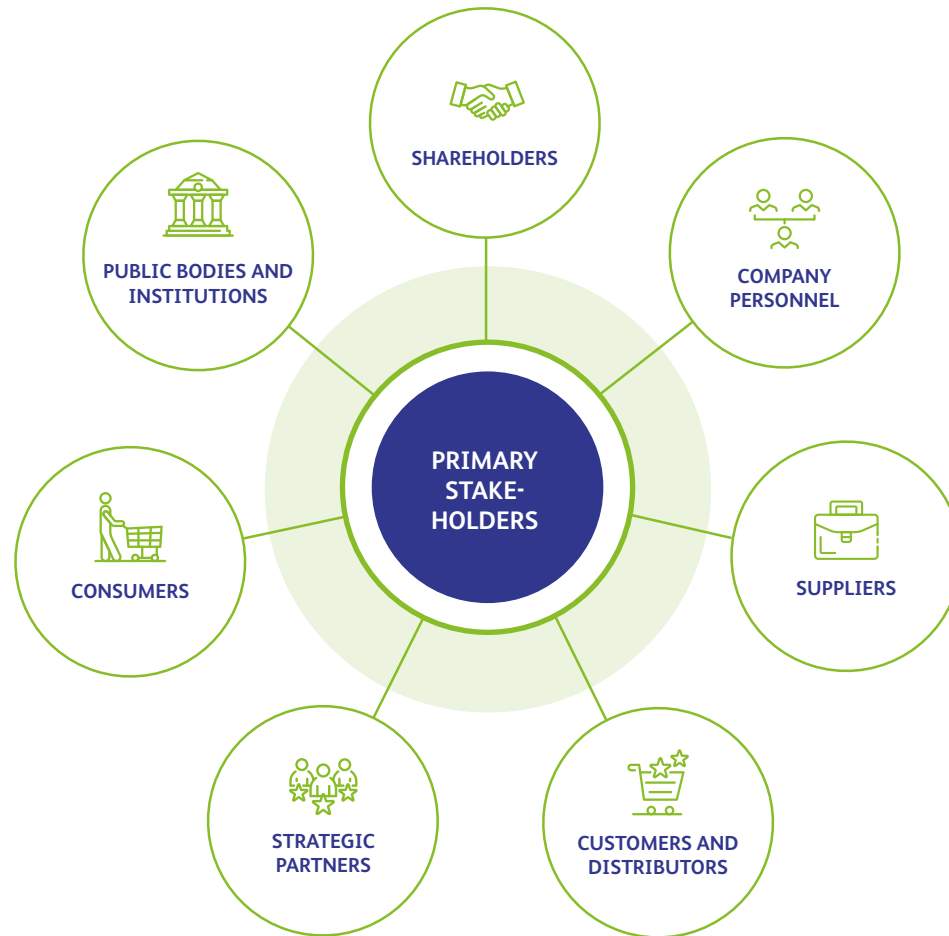 SHAREHOLDERS
PUBLIC BODIES AND
INSTITUTIONS
COMPANY
PERSONNEL
PRIMARY
STAKE-
HOLDERS
CONSUMERS
SUPPLIERS
STRATEGIC
PARTNERS
CUSTOMERS AND
DISTRIBUTORS